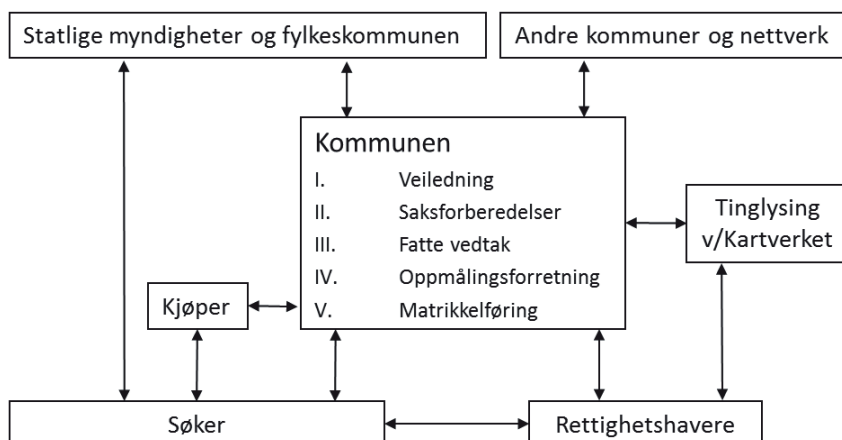 Statlige myndigheter og fylkeskommunen
Andre kommuner og nettverk
Kommunen
I. Veiledning
II. Saksforberedelser
III. Fatte vedtak
IV. Oppmålingsforretning
V. Matrikkelføring
Tinglysing
v/Kartverket
Kjøper
Søker
Rettighetshavere